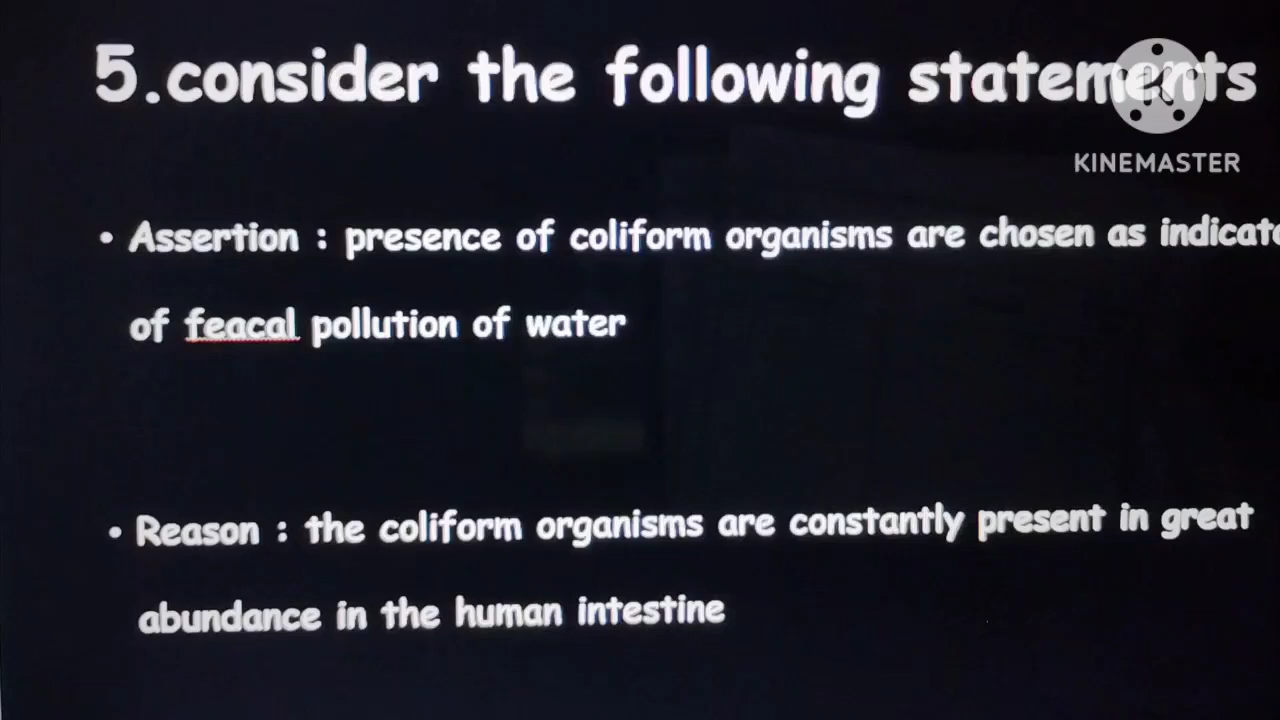 5.consider the following statements
KINEMASTER
• Assertion : presence of coliform organisms are chosen as indicat
of feacal pollution of water
• Reason : the coliform organisms are constantly present in great
abundance in the human intestine